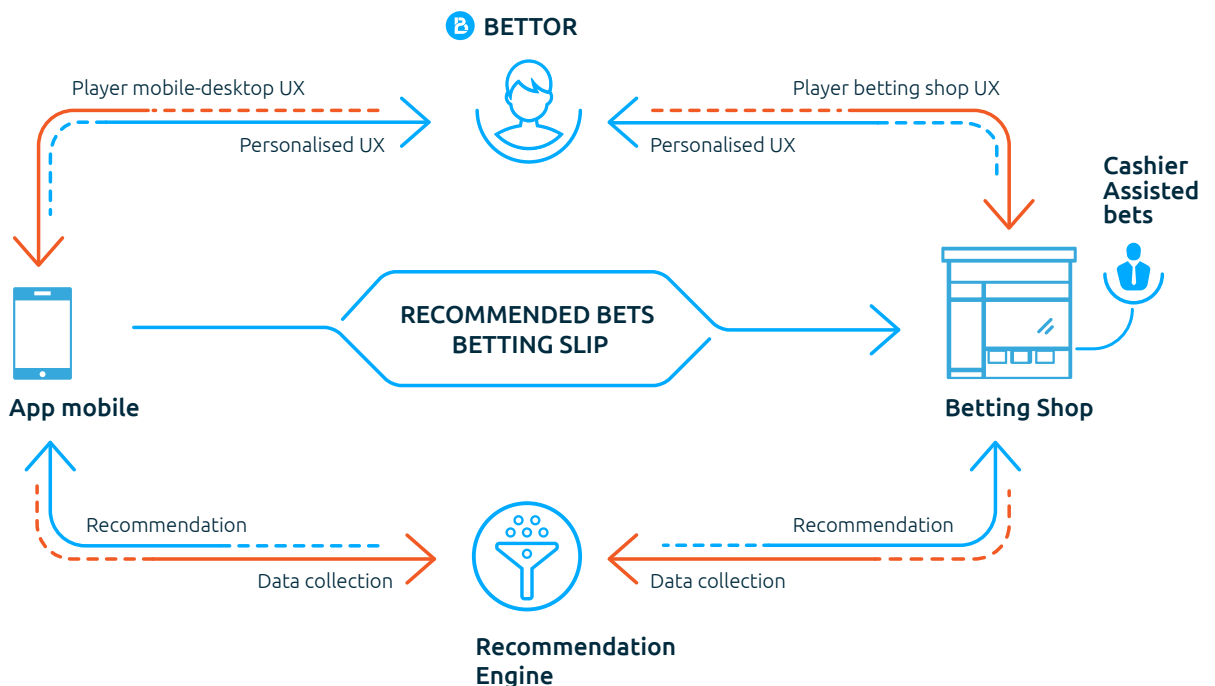 BETTOR
Player mobile-desktop UX
Player betting shop UX
Personalised UX
Personalised UX
Cashier
Assisted
bets
RECOMMENDED BETS
BETTING SLIP
App mobile
Betting Shop
Recommendation
Recommendation
Data collection
Data collection
Recommendation
Engine